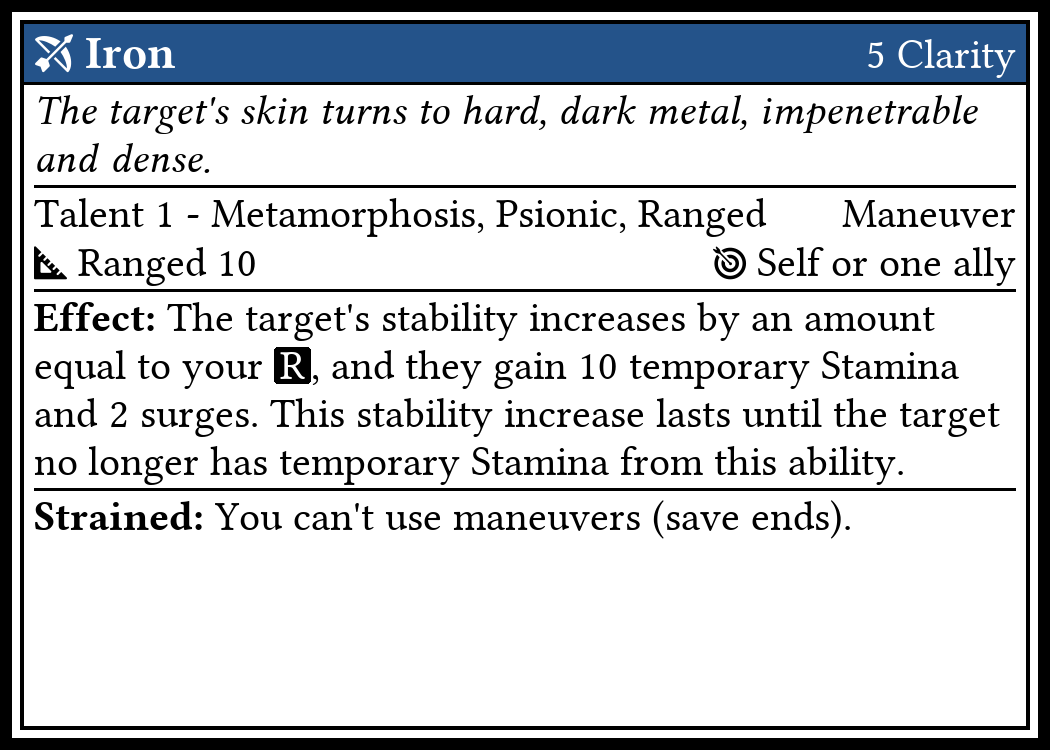 Iron 5 Clarity
The target's skin turns to hard, dark metal, impenetrable
and dense.
Talent 1 - Metamorphosis, Psionic, Ranged Maneuver
Ranged 10 Self or one ally
Effect: The target's stability increases by an amount
equal to your R, and they gain 10 temporary Stamina
and 2 surges. This stability increase lasts until the target
no longer has temporary Stamina from this ability.
Strained: You can't use maneuvers (save ends).